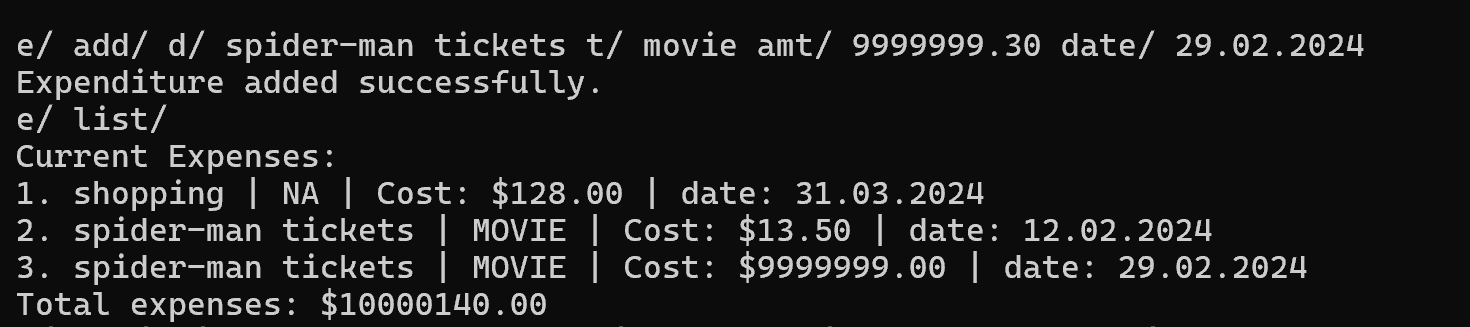 e/ add/ d/ spider-man tickets t/ movie amt/ 9999999.30 date/ 29.02.2024
Expenditure added successfully.
e/ list/
Current Expenses:
1. shopping | NA | Cost: $128.00 | date: 31.03.2024
2. spider-man tickets | MOVIE | Cost: $13.50 | date: 12.02.2024
3. spider-man tickets | MOVIE | Cost: $9999999.00 | date: 29.02.2024
Total expenses: $10000140.00